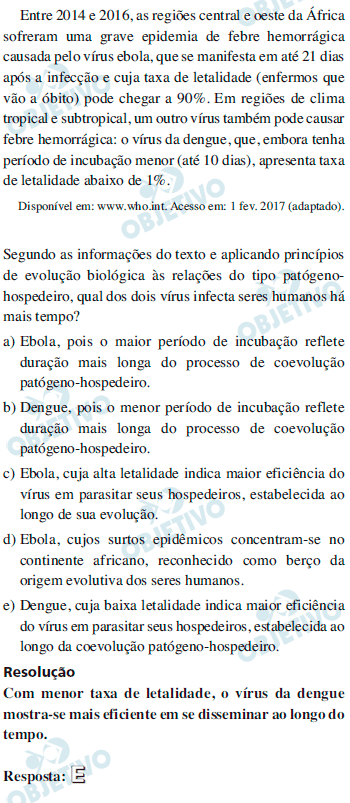 Entre 2014 e 2016, as regiões central e oeste da África
sofreram uma grave epidemia de febre hemorrágica
causada pelo vírus ebola, que se manifesta em até 21 dias
após a infecção e cuja taxa de letalidade (enfermos que
vão a óbito) pode chegar a 90%. Em regiões de clima
tropical e subtropical, um outro vírus também pode causar
febre hemorrágica: o vírus da dengue, que, embora tenha
período de incubação menor (até 10 dias), apresenta taxa
de letalidade abaixo de 1%.
Disponível em: www.who.int. Acesso em: 1 fev. 2017 (adaptado).
Segundo as informações do texto e aplicando princípios
de evolução biológica às relações do tipo patógeno-
hospedeiro, qual dos dois vírus infecta seres humanos há
mais tempo?
a) Ebola, pois o maior período de incubação reflete
duração mais longa do processo de coevolução
patógeno-hospedeiro.
b) Dengue, pois o menor período de incubação reflete
duração mais longa do processo de coevolução
patógeno-hospedeiro.
c) Ebola, cuja alta letalidade indica maior eficiência do
vírus em parasitar seus hospedeiros, estabelecida ao
longo de sua evolução.
d) Ebola, cujos surtos epidêmicos concentram-se no
continente africano, reconhecido como berço da
origem evolutiva dos seres humanos.
e) Dengue, cuja baixa letalidade indica maior eficiência
do vírus em parasitar seus hospedeiros, estabelecida ao
longo da coevolução patógeno-hospedeiro.
Resolução
Com menor taxa de letalidade, o vírus da dengue
mostra-se mais eficiente em se disseminar ao longo do
tempo.
Resposta: E
OBJETIVO
OBJETIVO
OBJETIVO
OBJETIVO
OBJETIVO
OBJETIVO
OBJETIVO
OBJETIVO
OBJETIVO